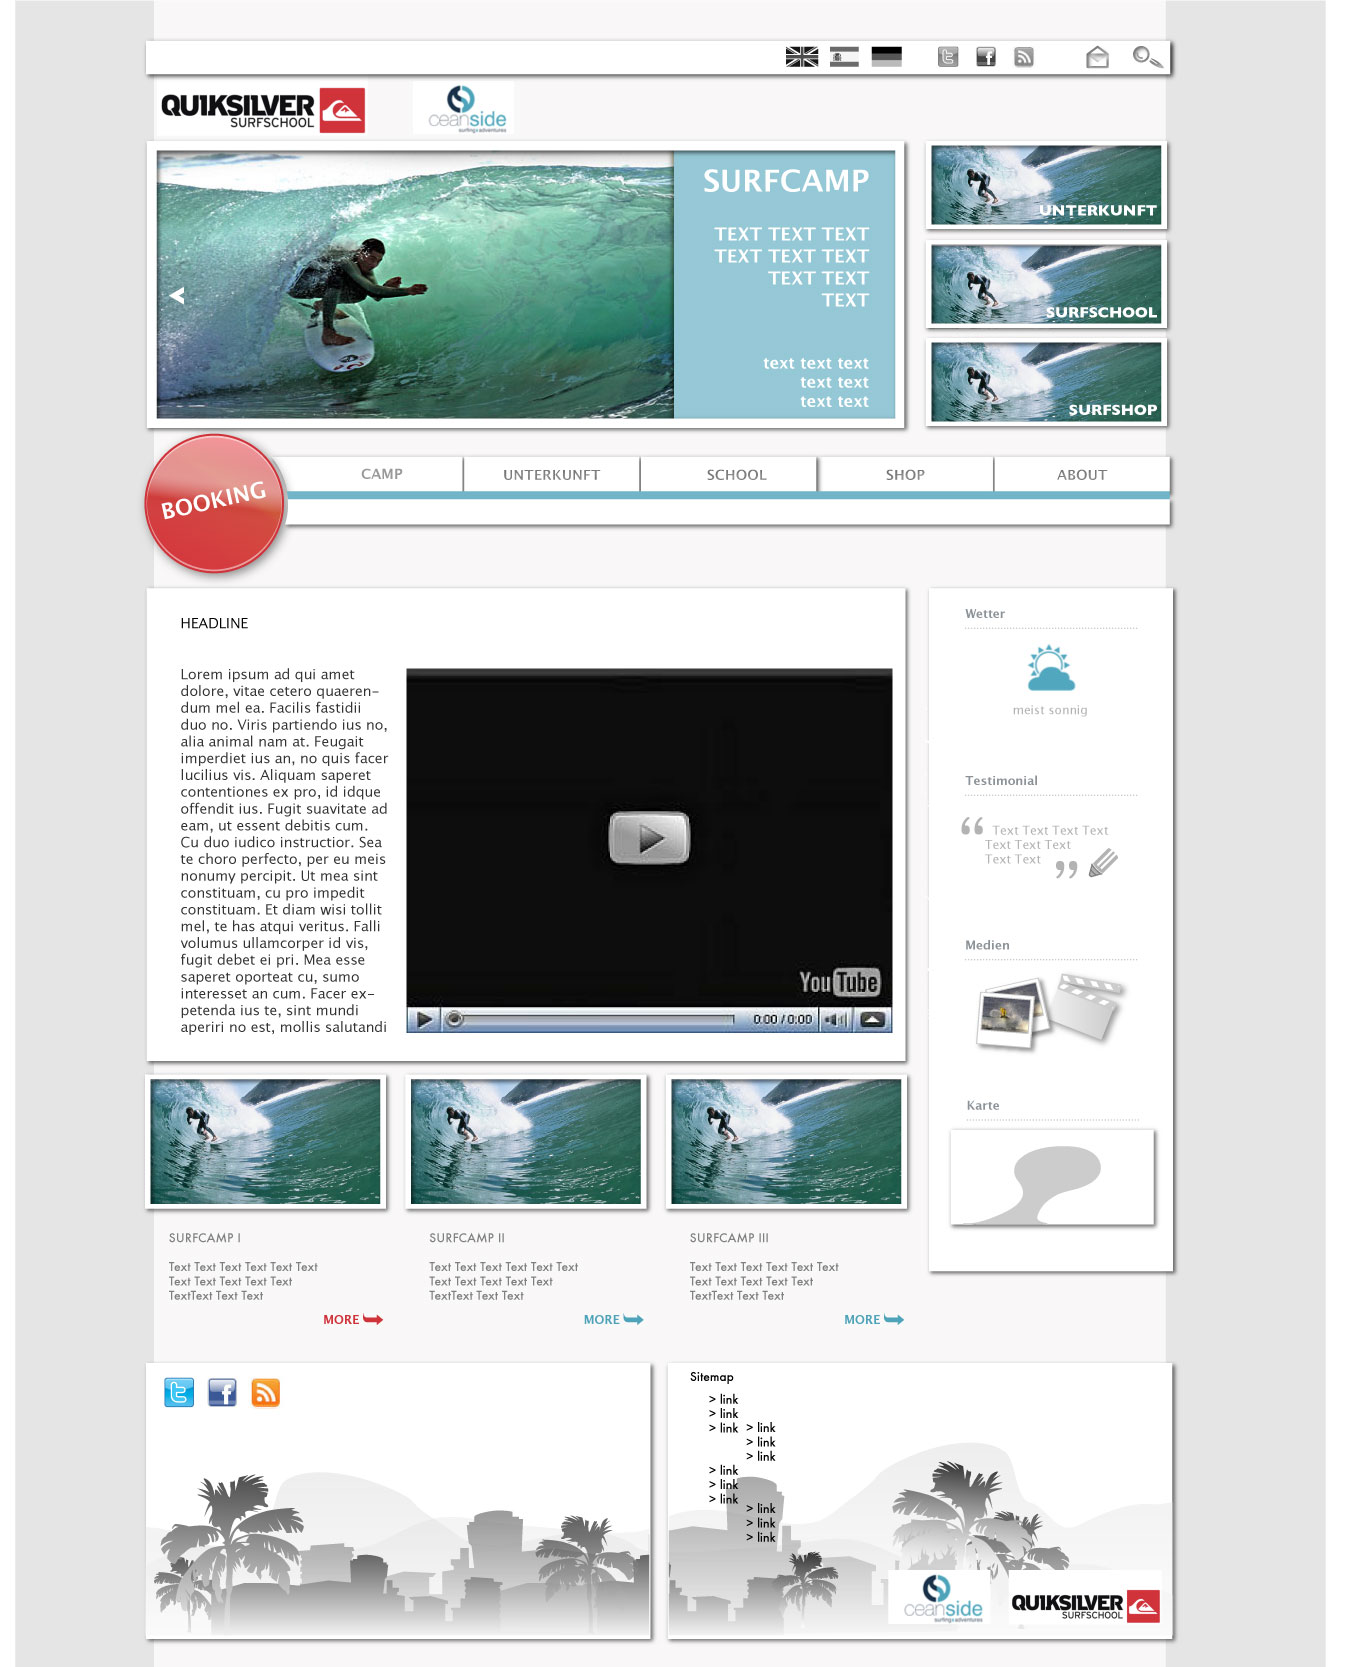 QUIKSILVER
SURFSCHOOL
ceanside
surfing&adventures
SURFCAMP
TEXT TEXT TEXT
TEXT TEXT TEXT
TEXT TEXT
TEXT
text text text
text text
text text
UNTERKUNFT
SURFSCHOOL
SURFSHOP
BOOKING
CAMP
UNTERKUNFT
SCHOOL
SHOP
ABOUT
HEADLINE
Lorem ipsum ad qui amet
dolore, vitae cetero quaeren-
dum mel ea. Facilis fastidii
duo no. Viris partiendo ius no,
alia animal nam at. Feugait
imperdiet ius an, no quis facer
lucilius vis. Aliquam saperet
contentiones ex pro, id idque
offendit ius. Fugit suavitate ad
eam, ut essent debitis cum.
Cu duo iudico instructior. Sea
te choro perfecto, per eu meis
nonumy percipit. Ut mea sint
constituam, cu pro impedit
constituam. Et diam wisi tollit
mel, te has atqui veritus. Falli
volumus ullamcorper id vis,
fugit debet ei pri. Mea esse
saperet oporteat cu, sumo
interesset an cum. Facer ex-
petenda ius te, sint mundi
aperiri no est, mollis salutandi
YouTube
0:00 / 0:00
Wetter
meist sonnig
Testimonial
“ Text Text Text Text
Text Text Text
Text Text ”
Medien
Karte
SURFCAMP I
Text Text Text Text Text Text
Text Text Text Text Text
TextText Text Text
MORE
SURFCAMP II
Text Text Text Text Text Text
Text Text Text Text Text
TextText Text Text
MORE
SURFCAMP III
Text Text Text Text Text Text
Text Text Text Text Text
TextText Text Text
MORE
Sitemap
> link
> link
> link
> link
> link
> link
> link
> link
> link
> link
> link
> link
ceanside
surfing&adventures
QUIKSILVER
SURFSCHOOL